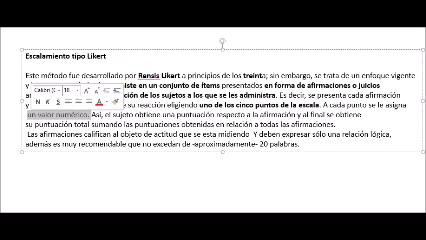 Escalamiento tipo Likert
Este método fue desarrollado por Rensis Likert a principios de los treinta; sin embargo, se trata de un enfoque vigente
y iste en un conjunto de ítems presentados en forma de afirmaciones o juicios
ción de los sujetos a los que se les administra. Es decir, se presenta cada afirmación
e su reacción eligiendo uno de los cinco puntos de la escala. A cada punto se le asigna
un valor numérico. Así, el sujeto obtiene una puntuación respecto a la afirmación y al final se obtiene
su puntuación total sumando las puntuaciones obtenidas en relación a todas las afirmaciones.
Las afirmaciones califican al objeto de actitud que se esta midiendo Y deben expresar sólo una relación lógica,
además es muy recomendable que no excedan de -aproximadamente- 20 palabras.
Calibri (C 18 A A
N K S A